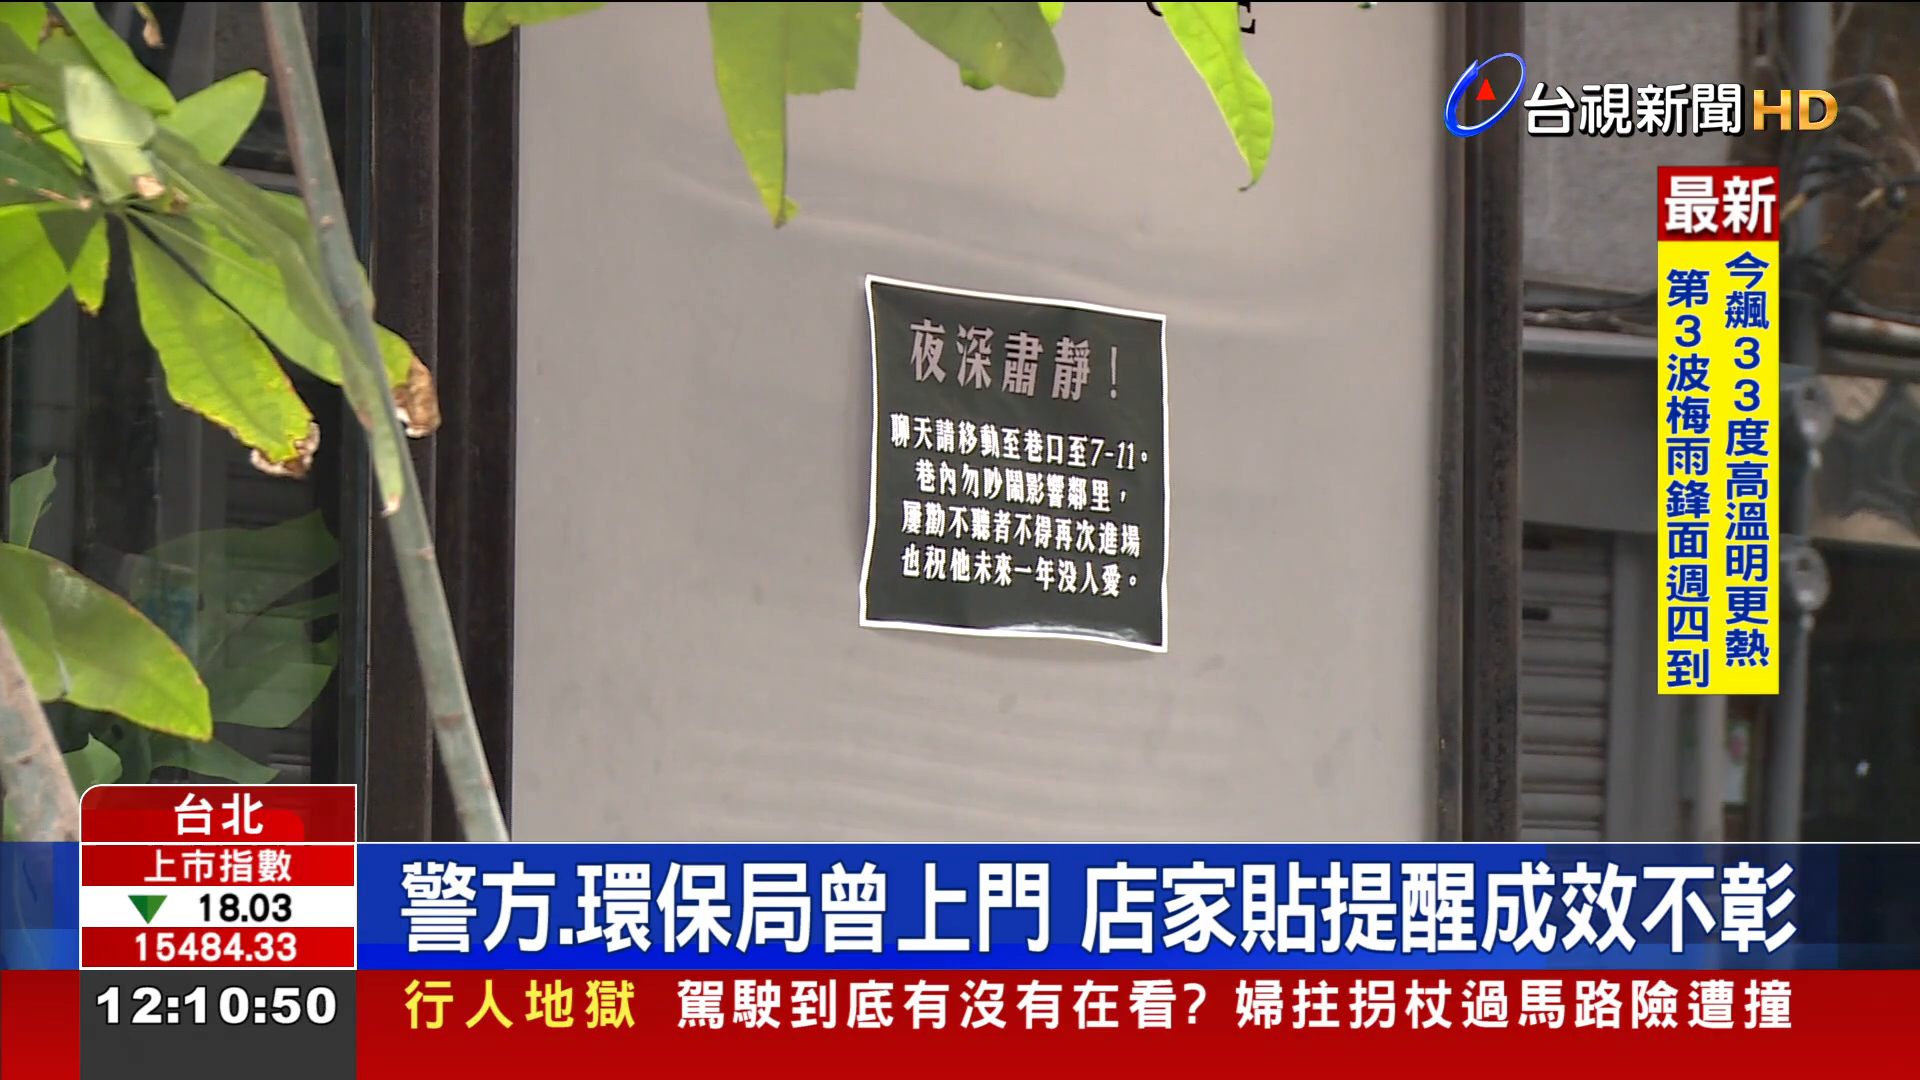 台視新聞HD
最新
今飆33度高溫明更熱
第3波梅雨鋒面週四到
夜深肅靜!
聊天請移動至巷口至7-11。
巷內勿吵鬧影響鄰里,
屢勸不聽者不得再次進場
也祝他未來一年没人愛。
台北
上市指數
▼ 18.03
15484.33
12:10:50
警方.環保局曾上門 店家貼提醒成效不彰
行人地獄 駕駛到底有沒有在看? 婦拄拐杖過馬路險遭撞